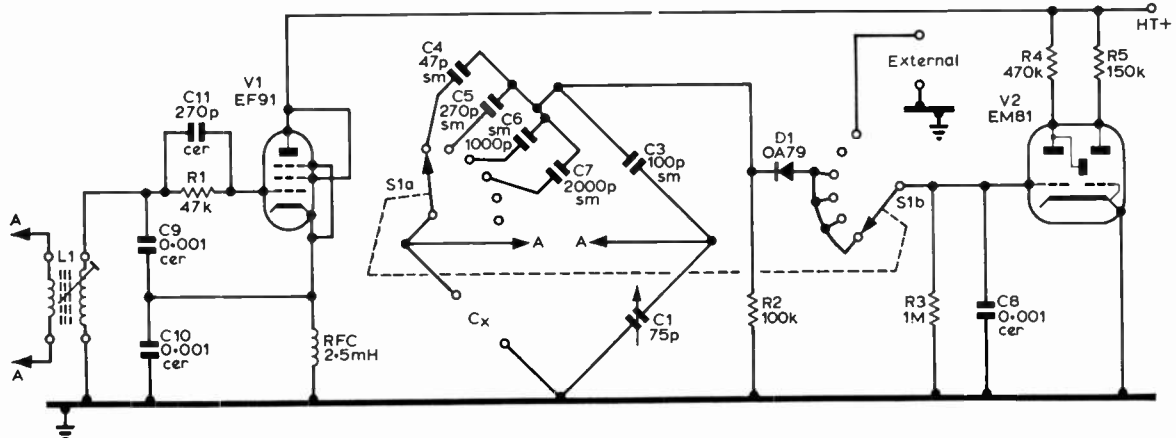 HT+
C4
47p
sm
R4
470k
R5
150k
External
V1
EF91
C5
270p
sm
C11
270p
cer
C6
sm
1000p
V2
EM81
C3
100p
sm
D1
OA79
C7
2000p
sm
R1
47k
S1a
S1b
A
A
A
C9
0·001
cer
L1
R2
100k
R3
1M
C8
0·001
cer
Cx
C1
75p
C10
0·001
cer
RFC
2·5mH
A